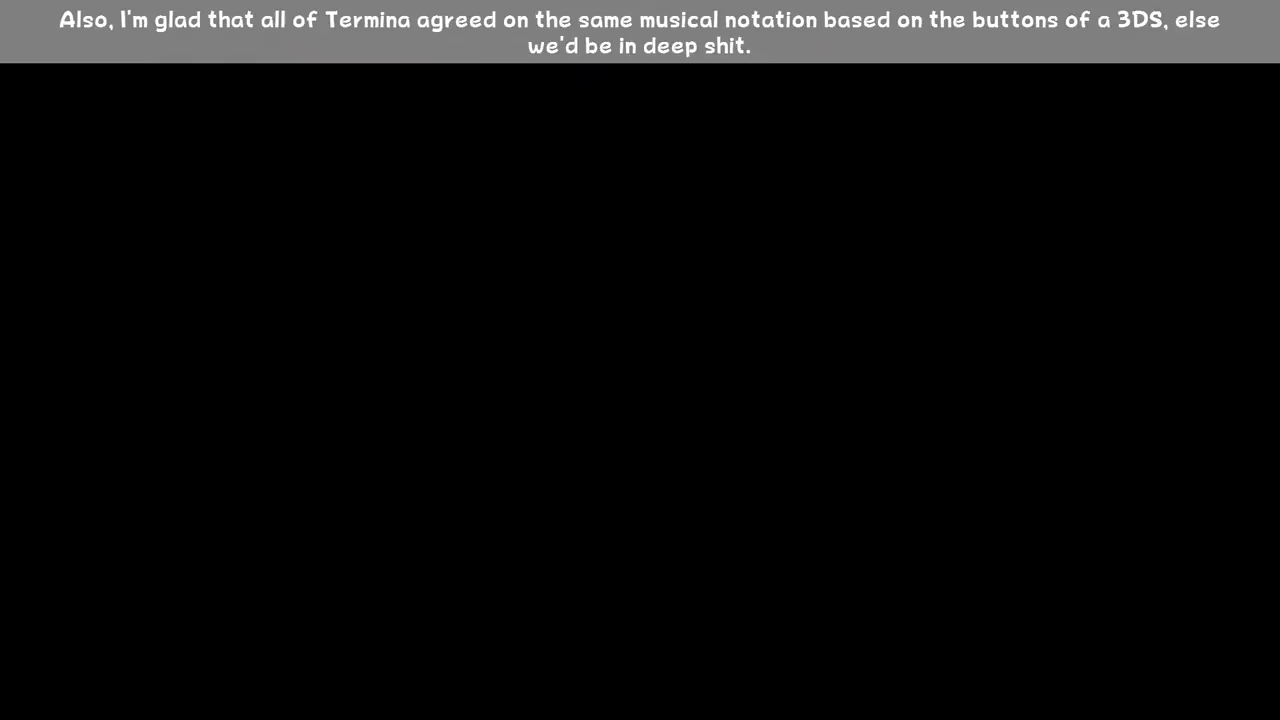 Also, I'm glad that all of Termina agreed on the same musical notation based on the buttons of a 3DS, else
we'd be in deep shit.